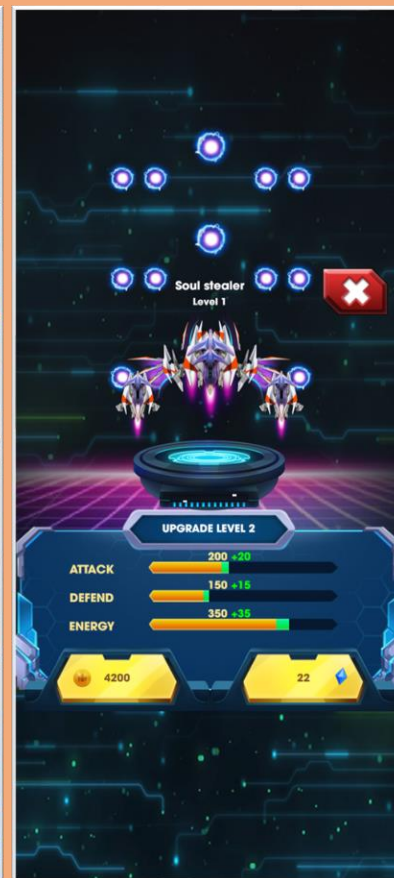 Soul stealer
Level 1
UPGRADE LEVEL 2
200 +20
ATTACK
150 +15
DEFEND
350 +35
ENERGY
4200
22